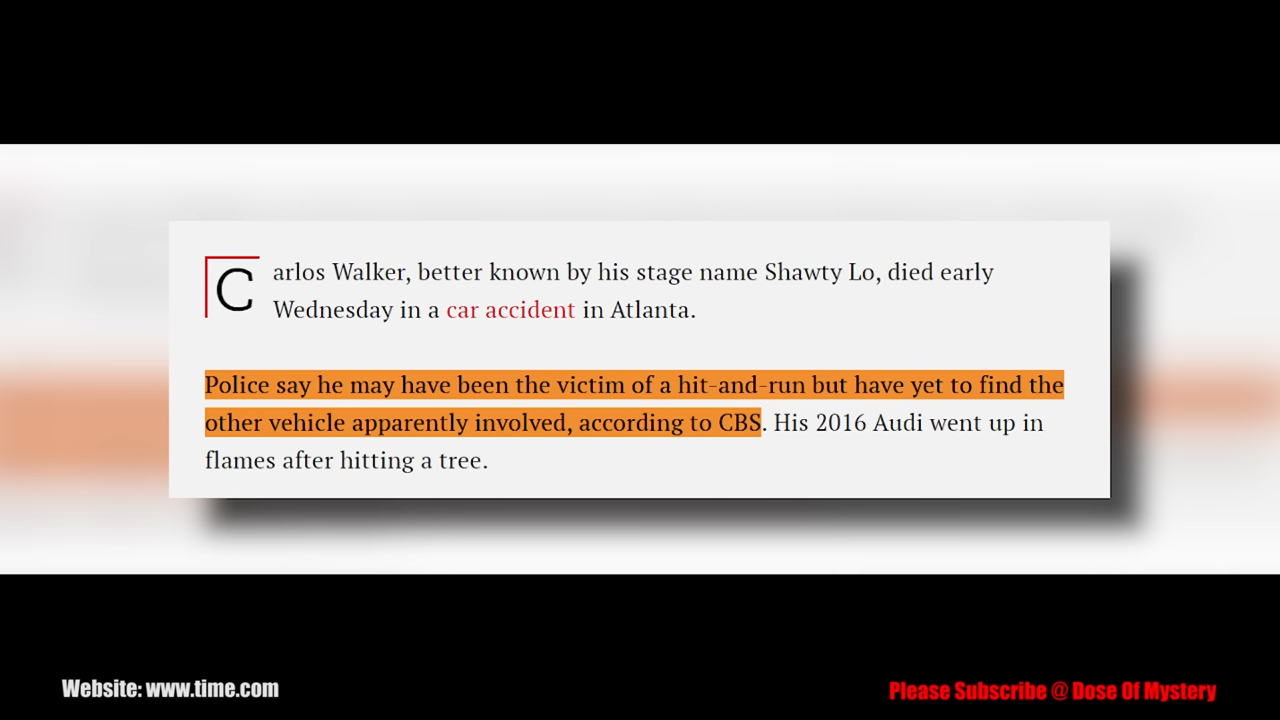 Carlos Walker, better known by his stage name Shawty Lo, died early
Wednesday in a car accident in Atlanta.
Police say he may have been the victim of a hit-and-run but have yet to find the
other vehicle apparently involved, according to CBS. His 2016 Audi went up in
flames after hitting a tree.
Website: www.time.com
Please Subscribe @ Dose Of Mystery